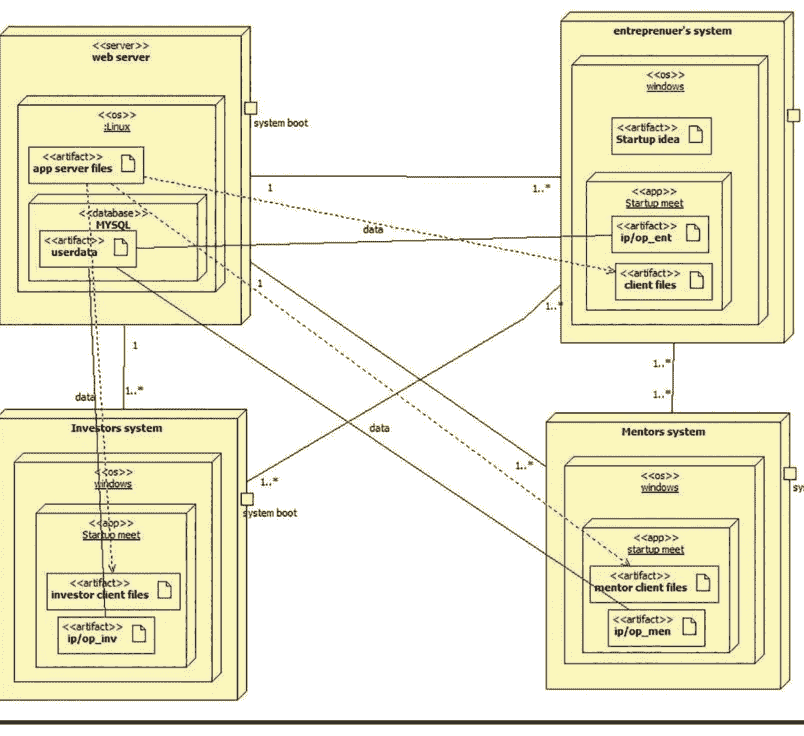 <<server>>
web server
<<os>>
:Linux
<<artifact>>
app server files
<<database>>
MYSQL
<<artifact>>
userdata
system boot
entreprenuer's system
<<os>>
windows
<<artifact>>
Startup idea
<<app>>
Startup meet
<<artifact>>
ip/op_ent
<<artifact>>
client files
1
1..*
data
1
1..*
1
1..*
data
1..*
1..*
data
1..*
1..*
Investors system
<<os>>
windows
<<app>>
Startup meet
<<artifact>>
investor client files
<<artifact>>
ip/op_inv
system boot
Mentors system
<<os>>
windows
<<app>>
startup meet
<<artifact>>
mentor client files
<<artifact>>
ip/op_men